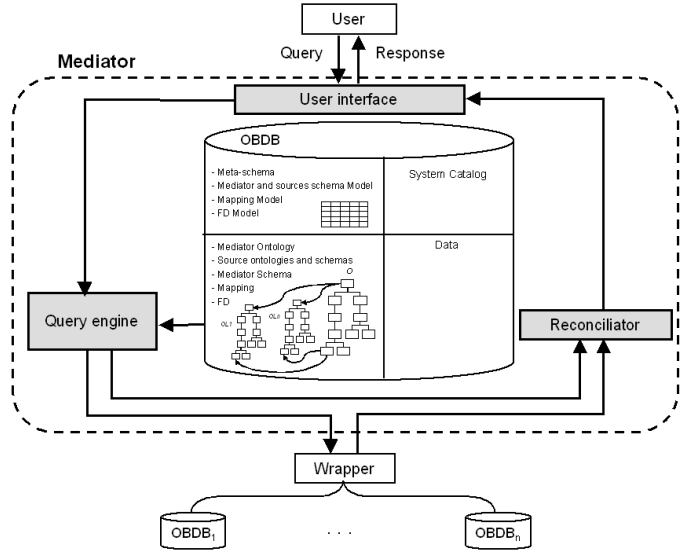 User
Query
Response
Mediator
User interface
OBDB
- Meta-schema
- Mediator and sources schema Model
- Mapping Model
- FD Model
System Catalog
- Mediator Ontology
- Source ontologies and schemas
- Mediator Schema
- Mapping
- FD
Data
O
OL1
OLn
Query engine
Reconciliator
Wrapper
OBDB1
. . .
OBDBn